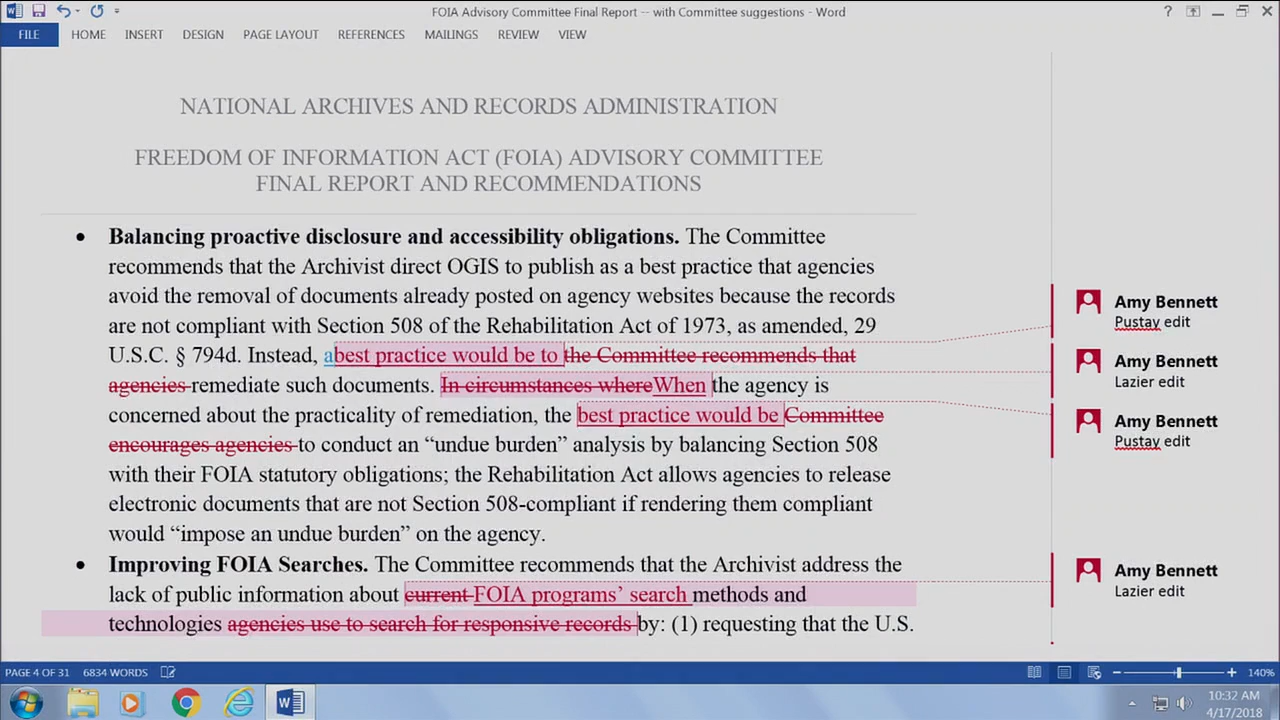 FOIA Advisory Committee Final Report -- with Committee suggestions - Word
?
FILE HOME INSERT DESIGN PAGE LAYOUT REFERENCES MAILINGS REVIEW VIEW
NATIONAL ARCHIVES AND RECORDS ADMINISTRATION
FREEDOM OF INFORMATION ACT (FOIA) ADVISORY COMMITTEE
FINAL REPORT AND RECOMMENDATIONS
• Balancing proactive disclosure and accessibility obligations. The Committee
recommends that the Archivist direct OGIS to publish as a best practice that agencies
avoid the removal of documents already posted on agency websites because the records
are not compliant with Section 508 of the Rehabilitation Act of 1973, as amended, 29
U.S.C. § 794d. Instead, abest practice would be to the Committee recommends that
agencies remediate such documents. In circumstances whereWhen the agency is
concerned about the practicality of remediation, the best practice would be Committee
encourages agencies to conduct an “undue burden” analysis by balancing Section 508
with their FOIA statutory obligations; the Rehabilitation Act allows agencies to release
electronic documents that are not Section 508-compliant if rendering them compliant
would “impose an undue burden” on the agency.
• Improving FOIA Searches. The Committee recommends that the Archivist address the
lack of public information about current FOIA programs’ search methods and
technologies agencies use to search for responsive records by: (1) requesting that the U.S.
Amy Bennett
Pustay edit
Amy Bennett
Lazier edit
Amy Bennett
Pustay edit
Amy Bennett
Lazier edit
PAGE 4 OF 31 6834 WORDS 140%
10:32 AM
4/17/2018